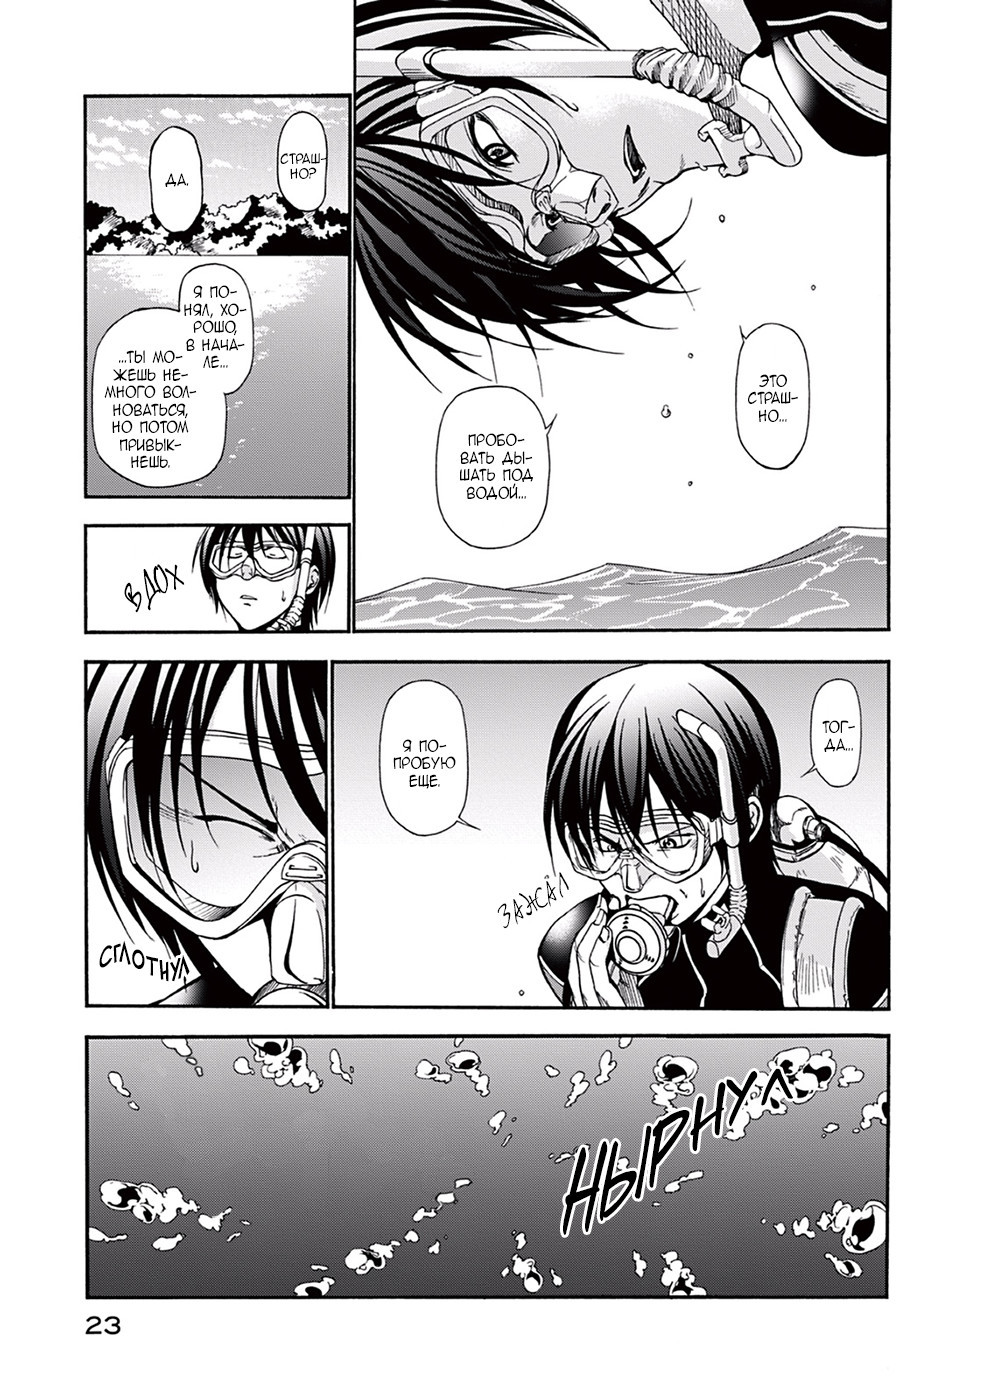 ЭТО
СТРАШ-
НО...
ПРОБО-
ВАТЬ ДЫ-
ШАТЬ ПОД
ВОДОЙ...
СТРАШ-
НО?
ДА.
Я ПО-
НЯЛ, ХО-
РОШО,
В НАЧА-
ЛЕ...
...ТЫ МО-
ЖЕШЬ НЕ-
МНОГО ВОЛ-
НОВАТЬСЯ,
НО ПОТОМ
ПРИВЫК-
НЕШЬ.
ВДОХ
ТОГ-
ДА...
Я ПО-
ПРОБУЮ
ЕЩЕ.
ЗАЖАЛ
СГЛОТНУЛ
НЫРНУЛ
23